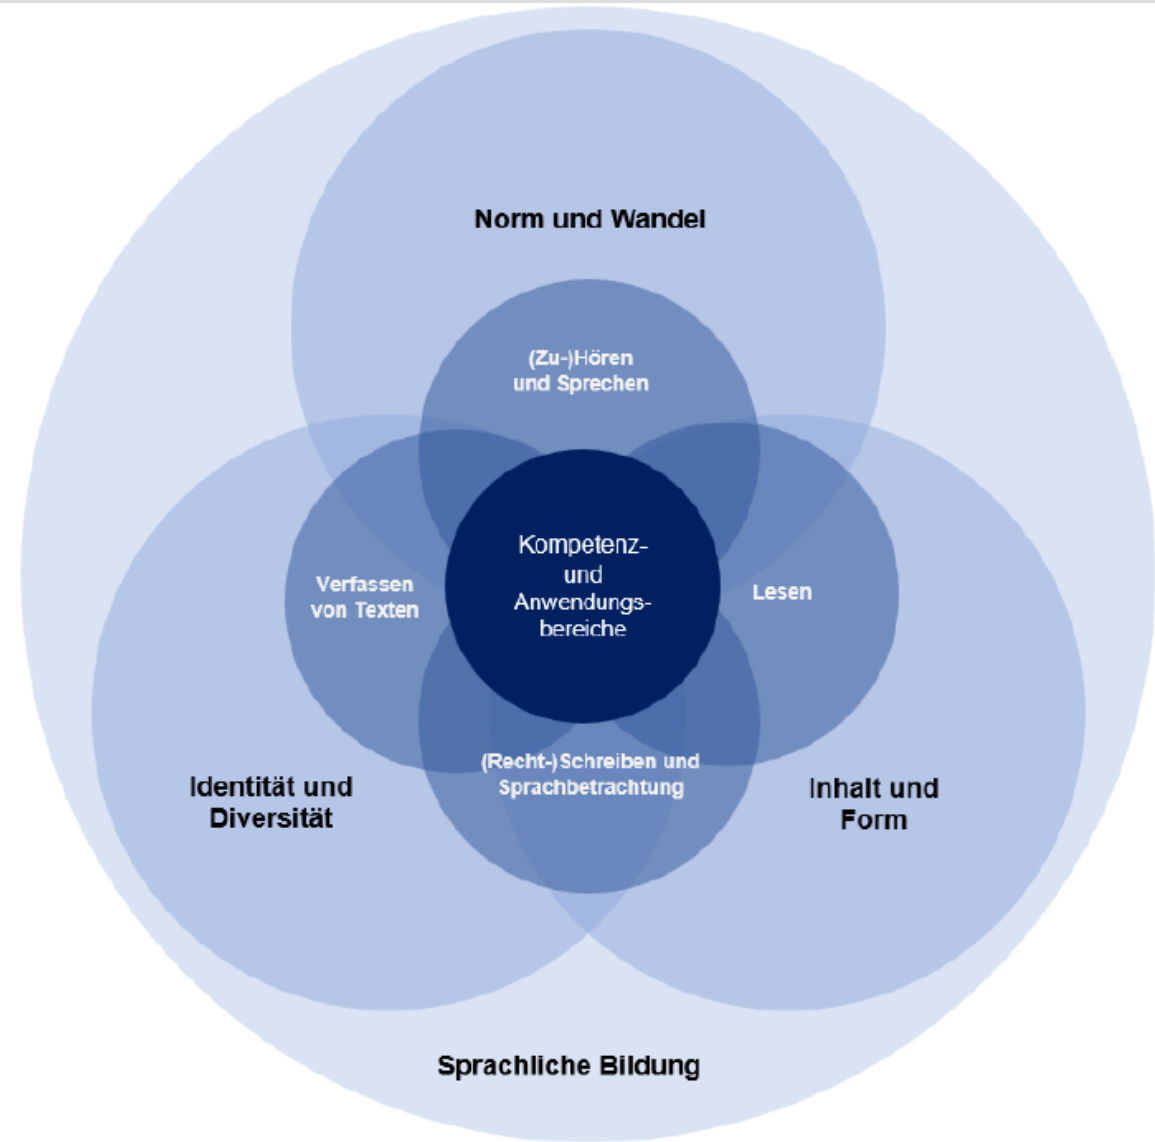 Norm und Wandel
(Zu-)Hören
und Sprechen
Kompetenz-
und
Anwendungs-
bereiche
Verfassen
von Texten
Lesen
(Recht-)Schreiben und
Sprachbetrachtung
Identität und
Diversität
Inhalt und
Form
Sprachliche Bildung